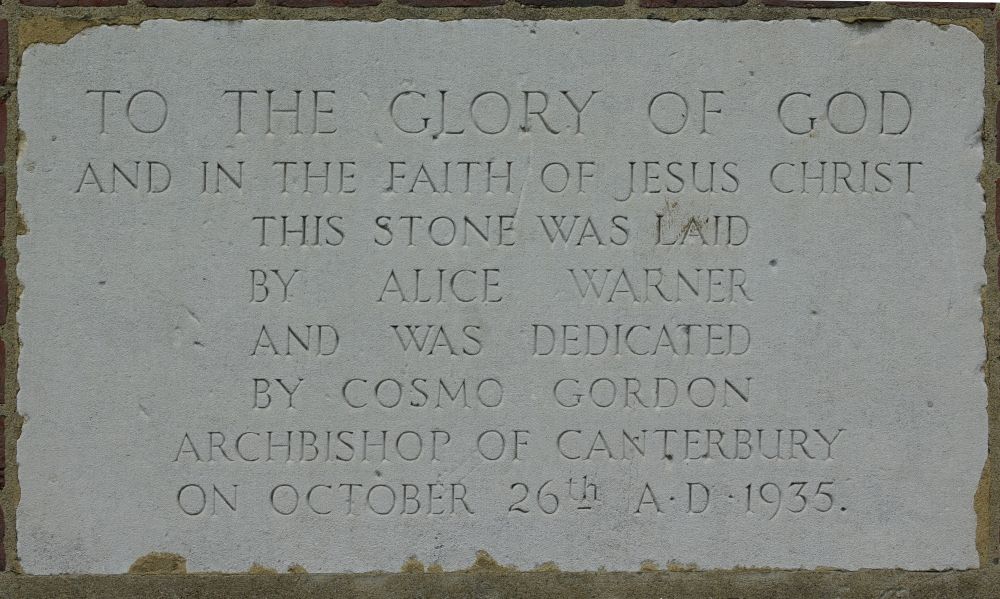 TO THE GLORY OF GOD
AND IN THE FAITH OF JESUS CHRIST
THIS STONE WAS LAID
BY ALICE WARNER
AND WAS DEDICATED
BY COSMO GORDON
ARCHBISHOP OF CANTERBURY
ON OCTOBER 26th A·D·1935.